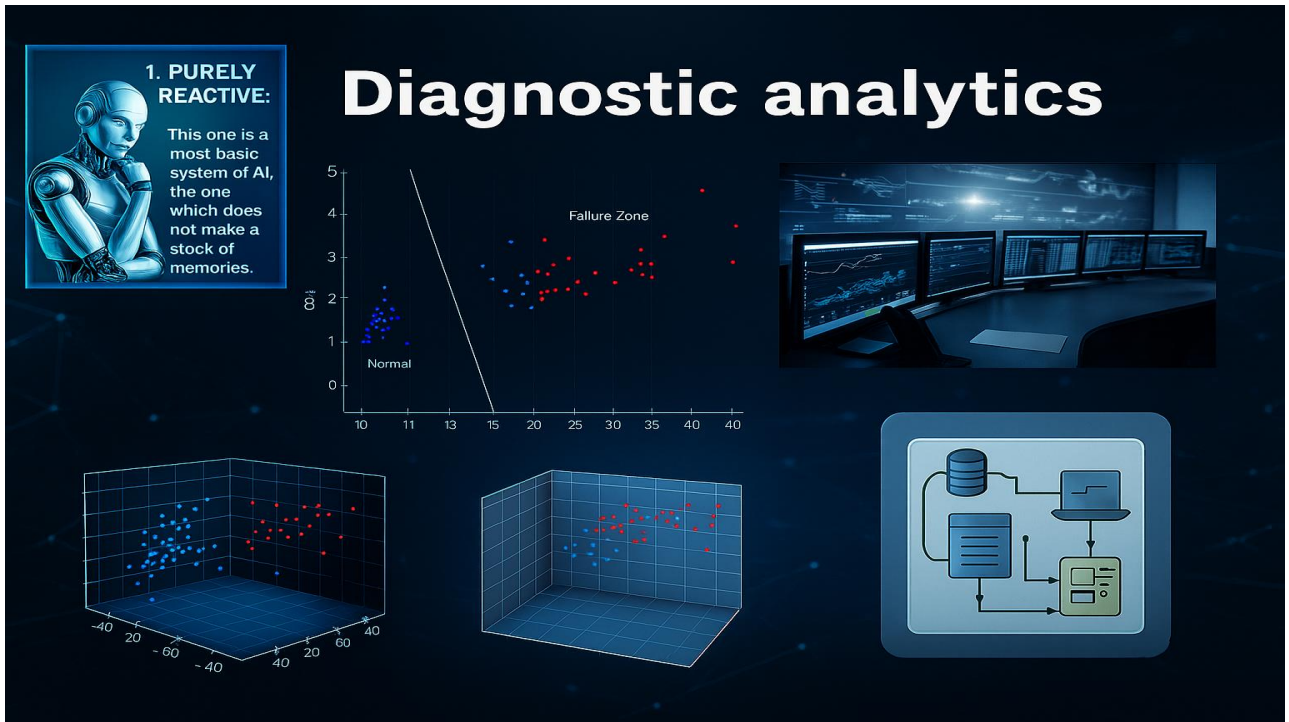 1. PURELY
REACTIVE:
This one is a
most basic
system of AI,
the one
which does
not make a
stock of
memories.
Diagnostic analytics
5
4
3
2
1
0
Fallure Zone
Normal
10 11 13 15 20 25 30 35 40 40
-40 20 - 60 - 40
40 20 60 40